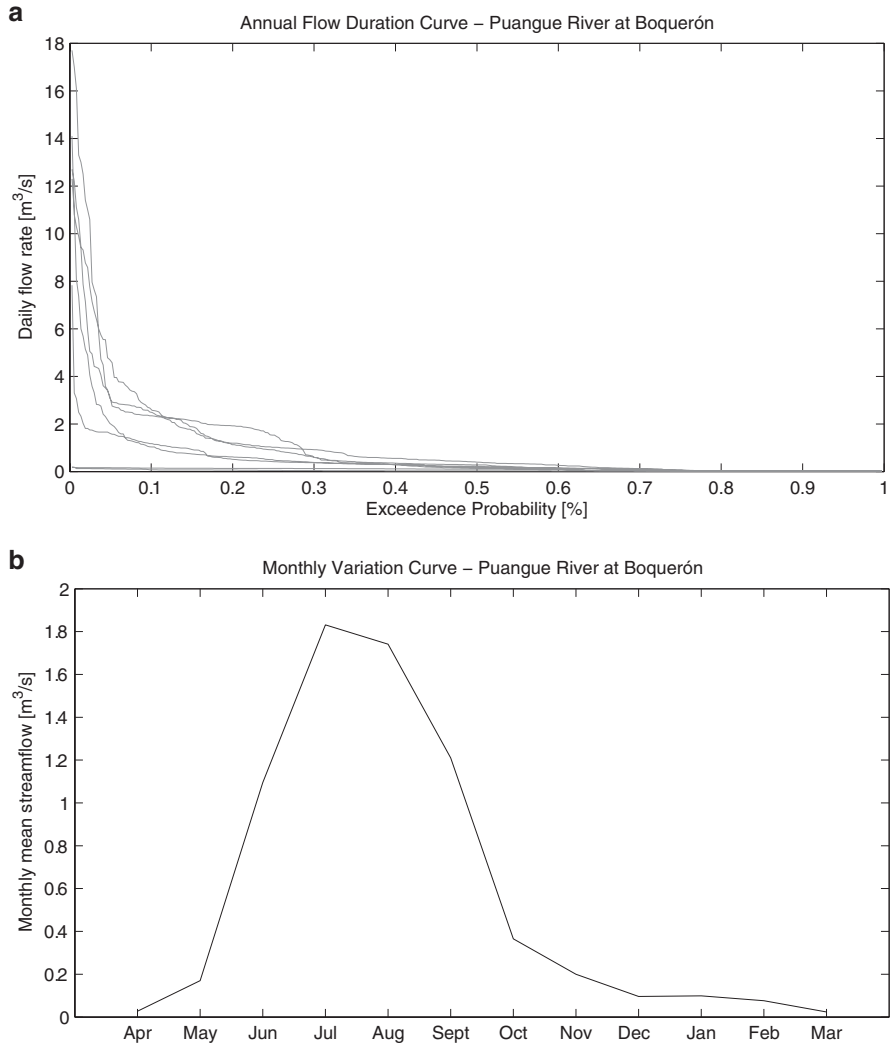 a
Annual Flow Duration Curve – Puangue River at Boquerón
Daily flow rate [m³/s]
18
16
14
12
10
8
6
4
2
0
0 0.1 0.2 0.3 0.4 0.5 0.6 0.7 0.8 0.9 1
Exceedence Probability [%]
b
Monthly Variation Curve – Puangue River at Boquerón
Monthly mean streamflow [m³/s]
2
1.8
1.6
1.4
1.2
1
0.8
0.6
0.4
0.2
0
Apr May Jun Jul Aug Sept Oct Nov Dec Jan Feb Mar